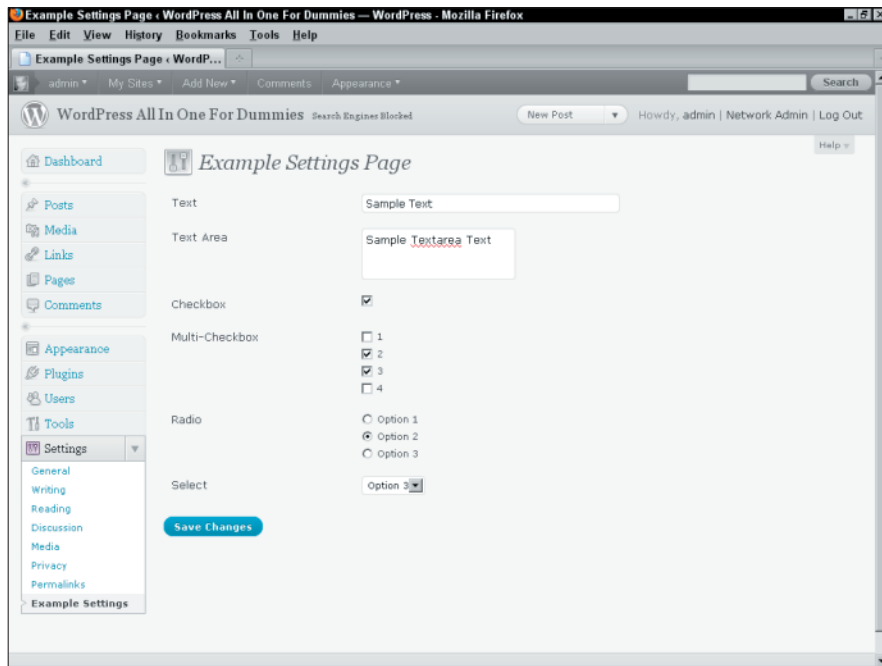 Example Settings Page ‹ WordPress All In One For Dummies — WordPress - Mozilla Firefox
File Edit View History Bookmarks Tools Help
Example Settings Page ‹ WordP...
admin My Sites Add New Comments Appearance Search
WordPress All In One For Dummies Search Engines Blocked New Post Howdy, admin | Network Admin | Log Out
Help
Dashboard
Example Settings Page
Posts
Media
Links
Pages
Comments
Appearance
Plugins
Users
Tools
Settings
General
Writing
Reading
Discussion
Media
Privacy
Permalinks
Example Settings
Text Sample Text
Text Area Sample Textarea Text
Checkbox
Multi-Checkbox 1
2
3
4
Radio Option 1
Option 2
Option 3
Select Option 3
Save Changes